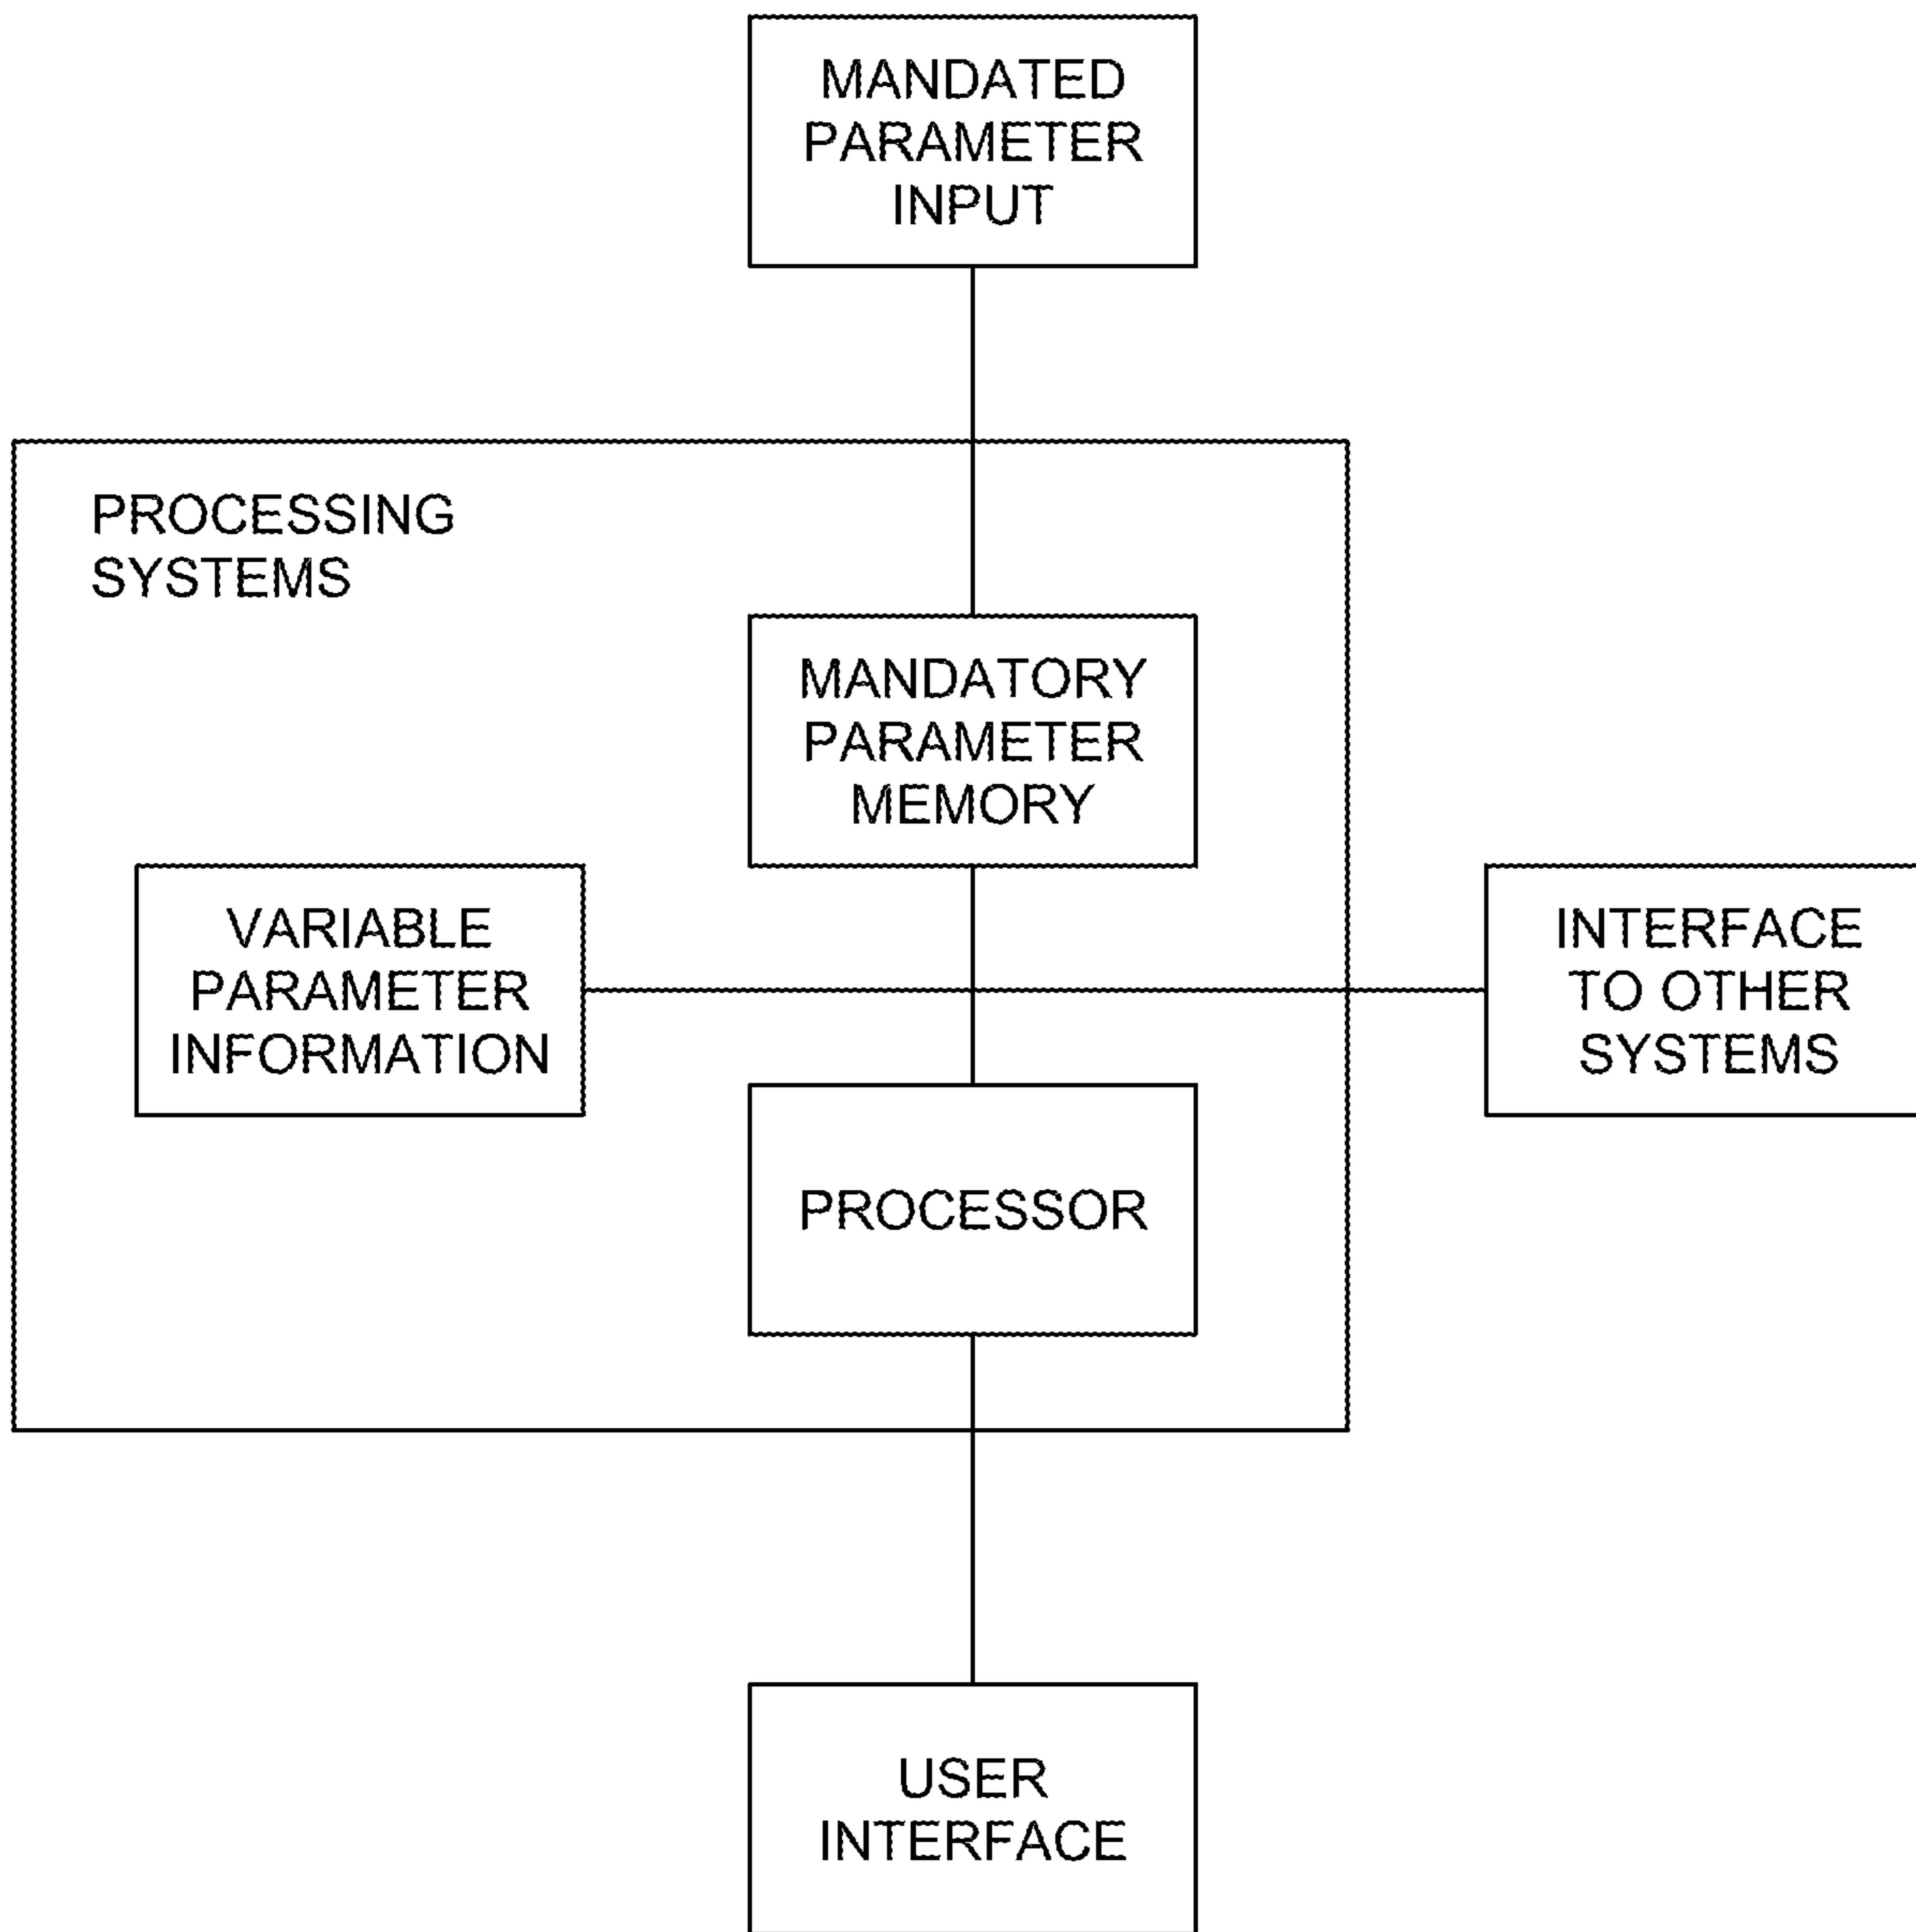 MANDATED
PARAMETER
INPUT
PROCESSING
SYSTEMS
MANDATORY
PARAMETER
MEMORY
VARIABLE
PARAMETER
INFORMATION
INTERFACE
TO OTHER
SYSTEMS
PROCESSOR
USER
INTERFACE